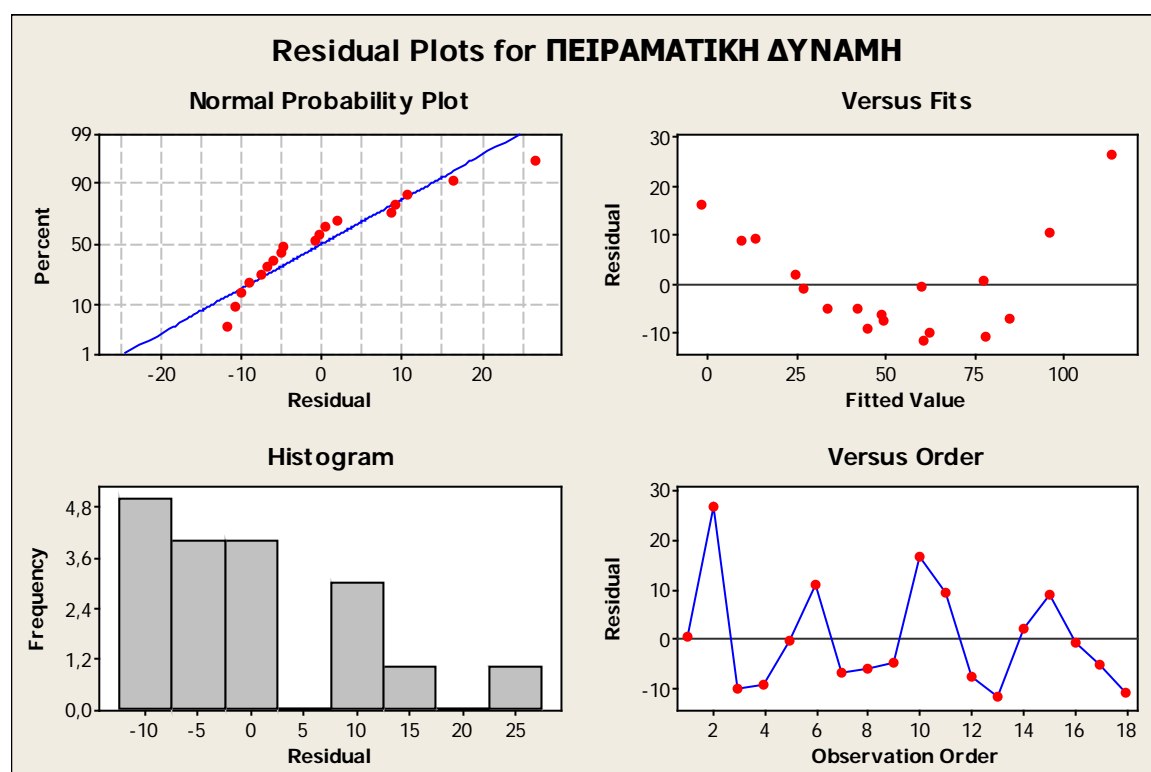 Residual Plots for ΠΕΙΡΑΜΑΤΙΚΗ ΔΥΝΑΜΗ
Normal Probability Plot
99
90
50
10
1
Percent
-20 -10 0 10 20
Residual
Versus Fits
30
20
10
0
-10
Residual
0 25 50 75 100
Fitted Value
Histogram
4,8
3,6
2,4
1,2
0,0
Frequency
-10 -5 0 5 10 15 20 25
Residual
Versus Order
30
20
10
0
-10
Residual
2 4 6 8 10 12 14 16 18
Observation Order